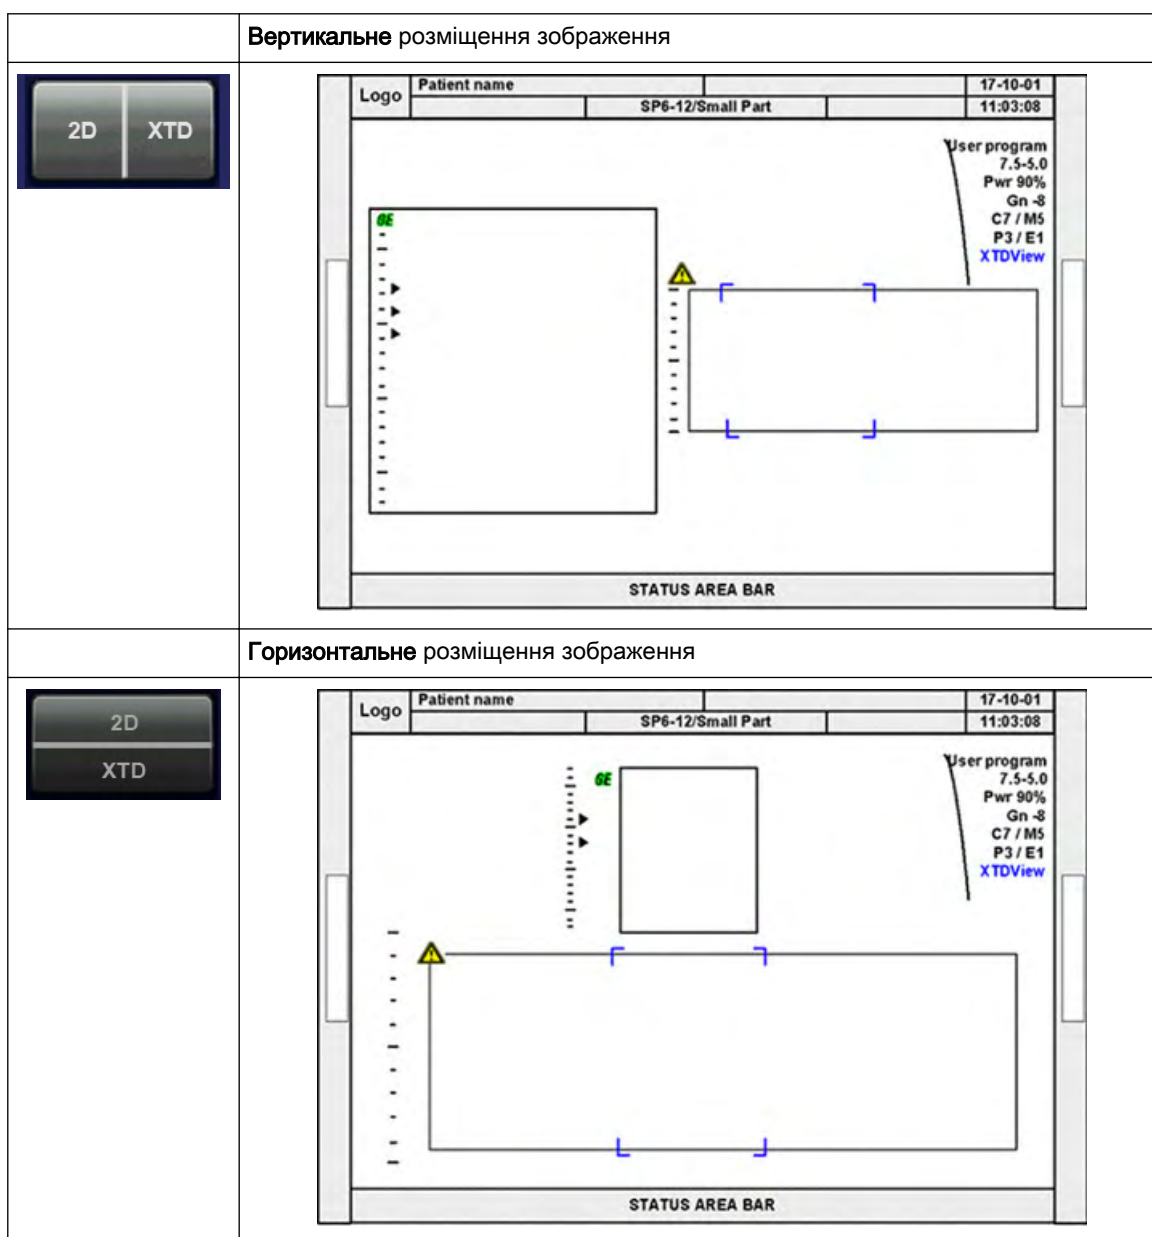 Вертикальне розміщення зображення
2D XTD
Logo
Patient name
17-10-01
SP6-12/Small Part
11:03:08
User program
7.5-5.0
Pwr 90%
Gn -8
C7 / M5
P3 / E1
XTDView
GE
STATUS AREA BAR
Горизонтальне розміщення зображення
2D
XTD
Logo
Patient name
17-10-01
SP6-12/Small Part
11:03:08
User program
7.5-5.0
Pwr 90%
Gn -8
C7 / M5
P3 / E1
XTDView
GE
STATUS AREA BAR